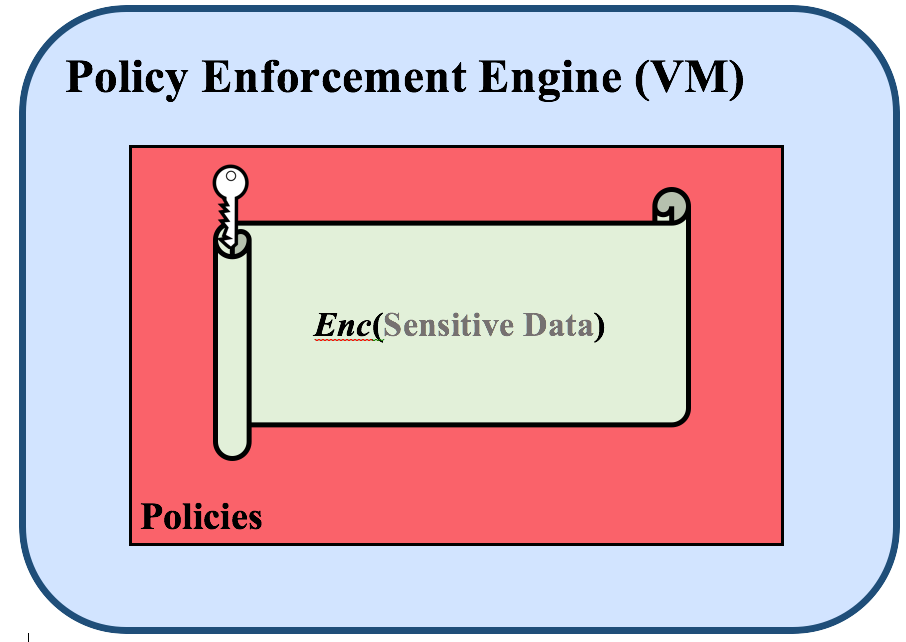 Policy Enforcement Engine (VM)
Enc(Sensitive Data)
Policies